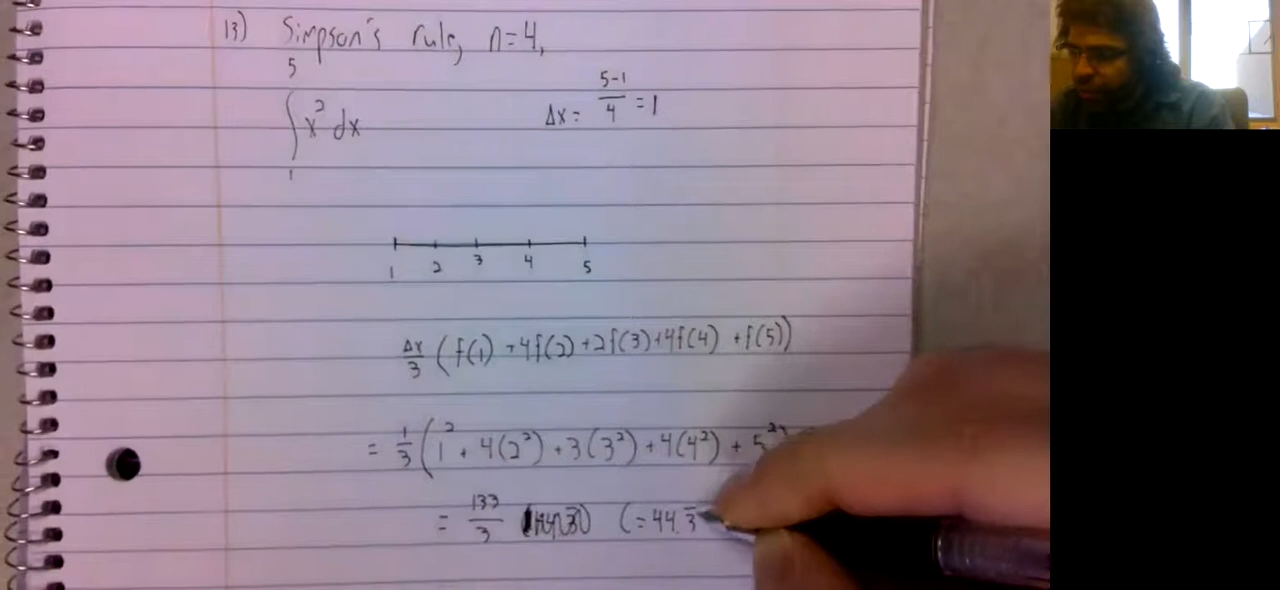 13) Simpson's rule, n=4,
∫₁⁵ x² dx Δx = (5-1)/4 = 1
1 2 3 4 5
Δx/3 (f(1) + 4f(2) + 2f(3) + 4f(4) + f(5))
= 1/3 (1² + 4(2²) + 3(3²) + 4(4²) + 5²)
= 133/3 (= 44.3̅